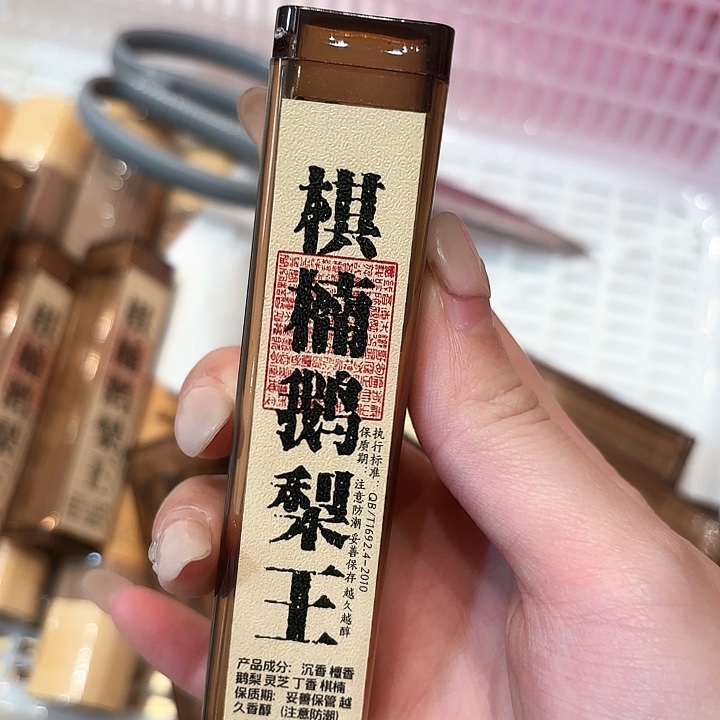 棋楠鹅梨王
执行标准：QB/T1692.4-2010
保质期：注意防潮 妥善保存 越久越醇
产品成分：沉香 檀香
鹅梨 灵芝 丁香 棋楠
保质期：妥善保管 越
久香醇（注意防潮）